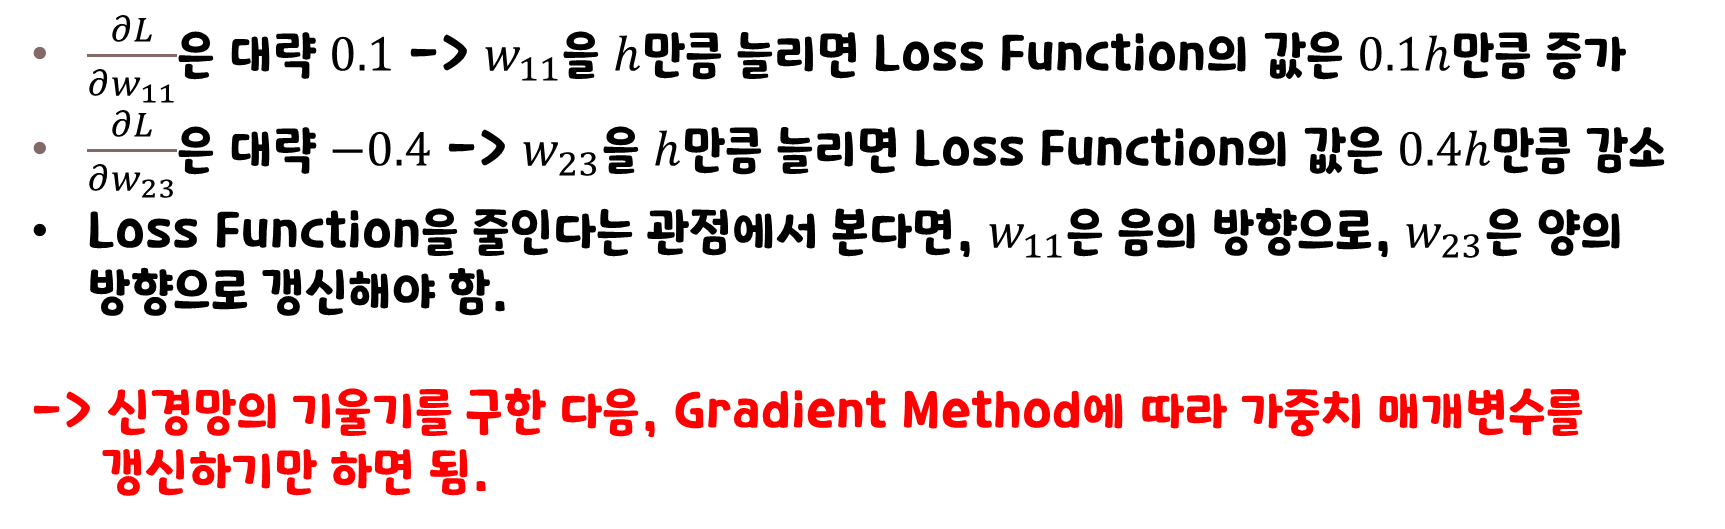 • ∂L/∂w₁₁은 대략 0.1 -> w₁₁을 h만큼 늘리면 Loss Function의 값은 0.1h만큼 증가
• ∂L/∂w₂₃은 대략 −0.4 -> w₂₃을 h만큼 늘리면 Loss Function의 값은 0.4h만큼 감소
• Loss Function을 줄인다는 관점에서 본다면, w₁₁은 음의 방향으로, w₂₃은 양의
방향으로 갱신해야 함.
-> 신경망의 기울기를 구한 다음, Gradient Method에 따라 가중치 매개변수를
갱신하기만 하면 됨.